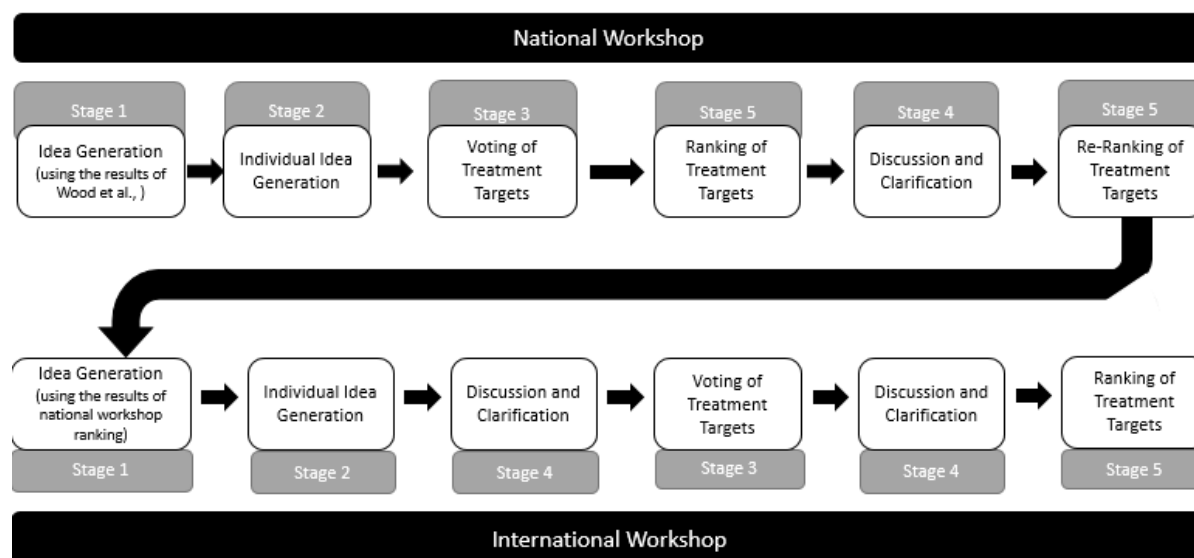 National Workshop
Stage 1
Stage 2
Stage 3
Stage 5
Stage 4
Stage 5
Idea Generation
(using the results of
Wood et al., )
Individual Idea
Generation
Voting of
Treatment
Targets
Ranking of
Treatment
Targets
Discussion and
Clarification
Re-Ranking of
Treatment
Targets
Idea Generation
(using the results of
national workshop
ranking)
Individual Idea
Generation
Discussion and
Clarification
Voting of
Treatment
Targets
Discussion and
Clarification
Ranking of
Treatment
Targets
Stage 1
Stage 2
Stage 4
Stage 3
Stage 4
Stage 5
International Workshop